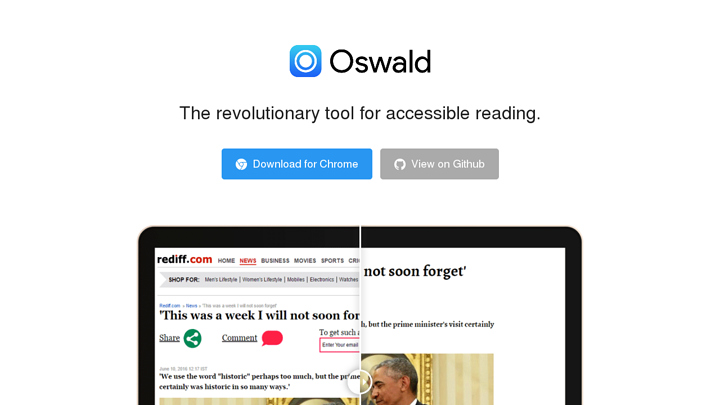 Oswald
The revolutionary tool for accessible reading.
Download for Chrome
View on Github
rediff.com HOME NEWS BUSINESS MOVIES SPORTS CRI
SHOP FOR: Men's Lifestyle | Women's Lifestyle | Mobiles | Electronics | Watches
Rediff.com » News » 'This was a week I will not soon forget'
'This was a week I will not soon for
not soon forget'
Share
Comment
To get such a
Enter Your email
h, but the prime minister's visit certainly
June 10, 2016 12:17 IST
'We use the word "historic" perhaps too much, but the prime
certainly was historic in so many ways.'